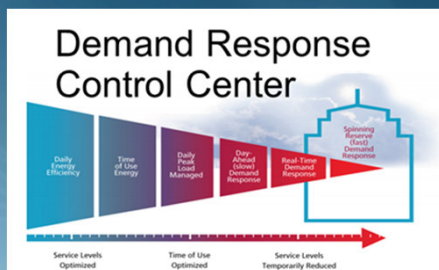 Demand Response
Control Center
Daily
Energy
Efficiency
Time
of Use
Energy
Daily
Peak
Load
Managed
Day-
Ahead
(slow)
Demand
Response
Real-Time
Demand
Response
Spinning
Reserve
(fast)
Demand
Response
Service Levels
Optimized
Time of Use
Optimized
Service Levels
Temporarily Reduced